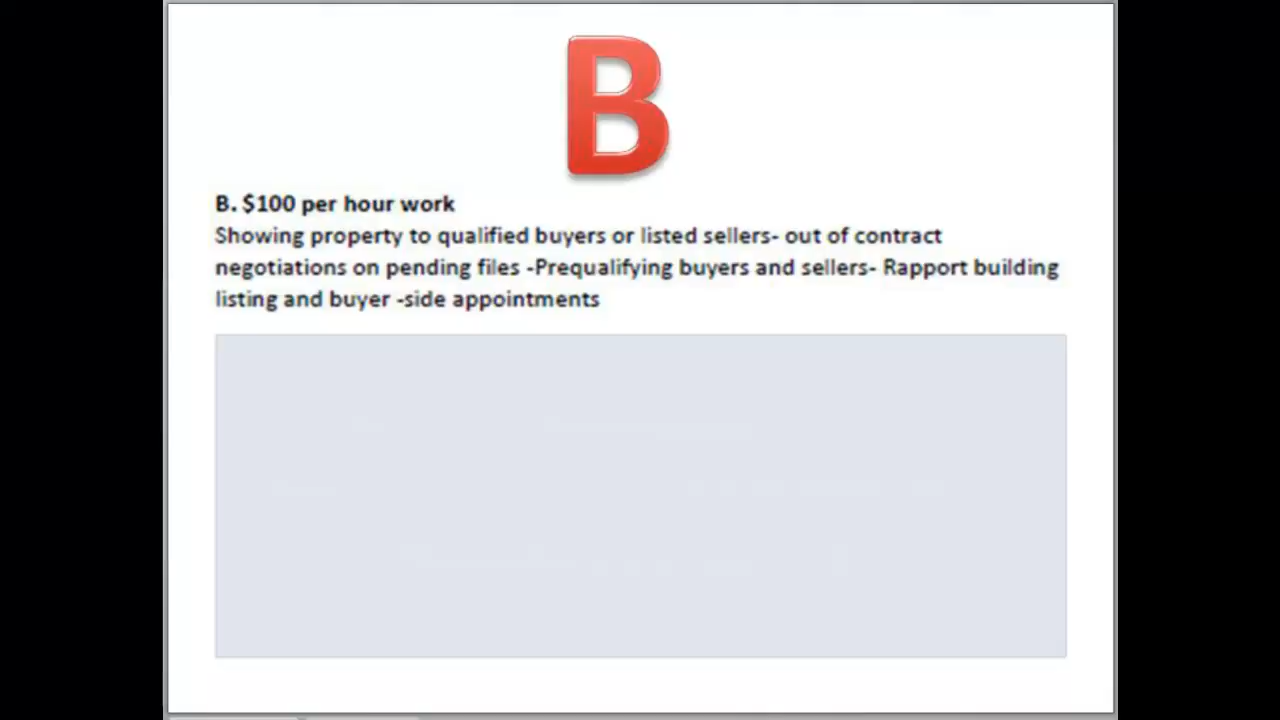 B
B. $100 per hour work
Showing property to qualified buyers or listed sellers- out of contract
negotiations on pending files -Prequalifying buyers and sellers- Rapport building
listing and buyer -side appointments